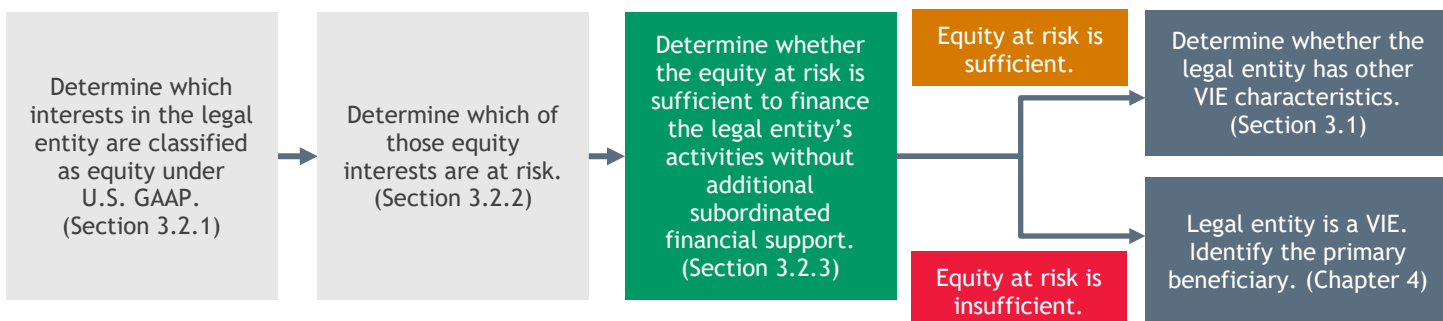 Determine which
interests in the legal
entity are classified
as equity under
U.S. GAAP.
(Section 3.2.1)
Determine which of
those equity
interests are at risk.
(Section 3.2.2)
Determine whether
the equity at risk is
sufficient to finance
the legal entity’s
activities without
additional
subordinated
financial support.
(Section 3.2.3)
Equity at risk is
sufficient.
Equity at risk is
insufficient.
Determine whether the
legal entity has other
VIE characteristics.
(Section 3.1)
Legal entity is a VIE.
Identify the primary
beneficiary. (Chapter 4)